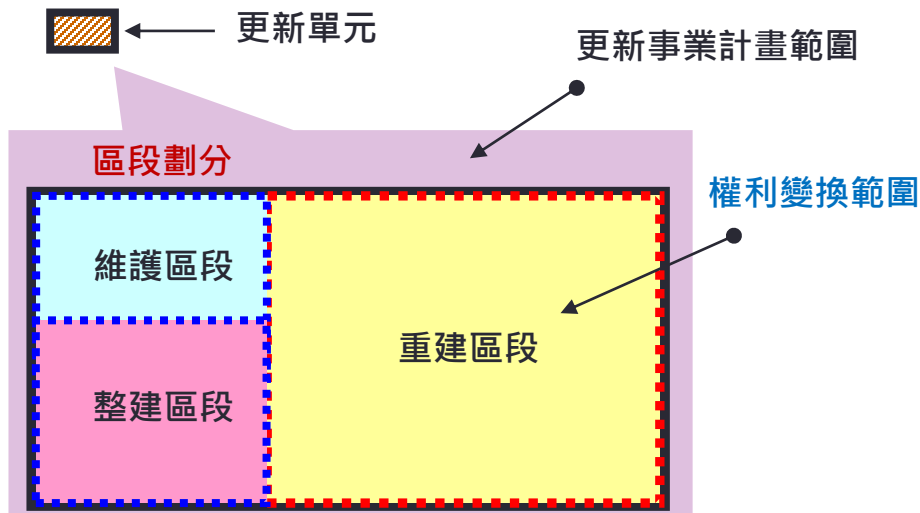 更新單元
更新事業計畫範圍
區段劃分
權利變換範圍
維護區段
重建區段
整建區段